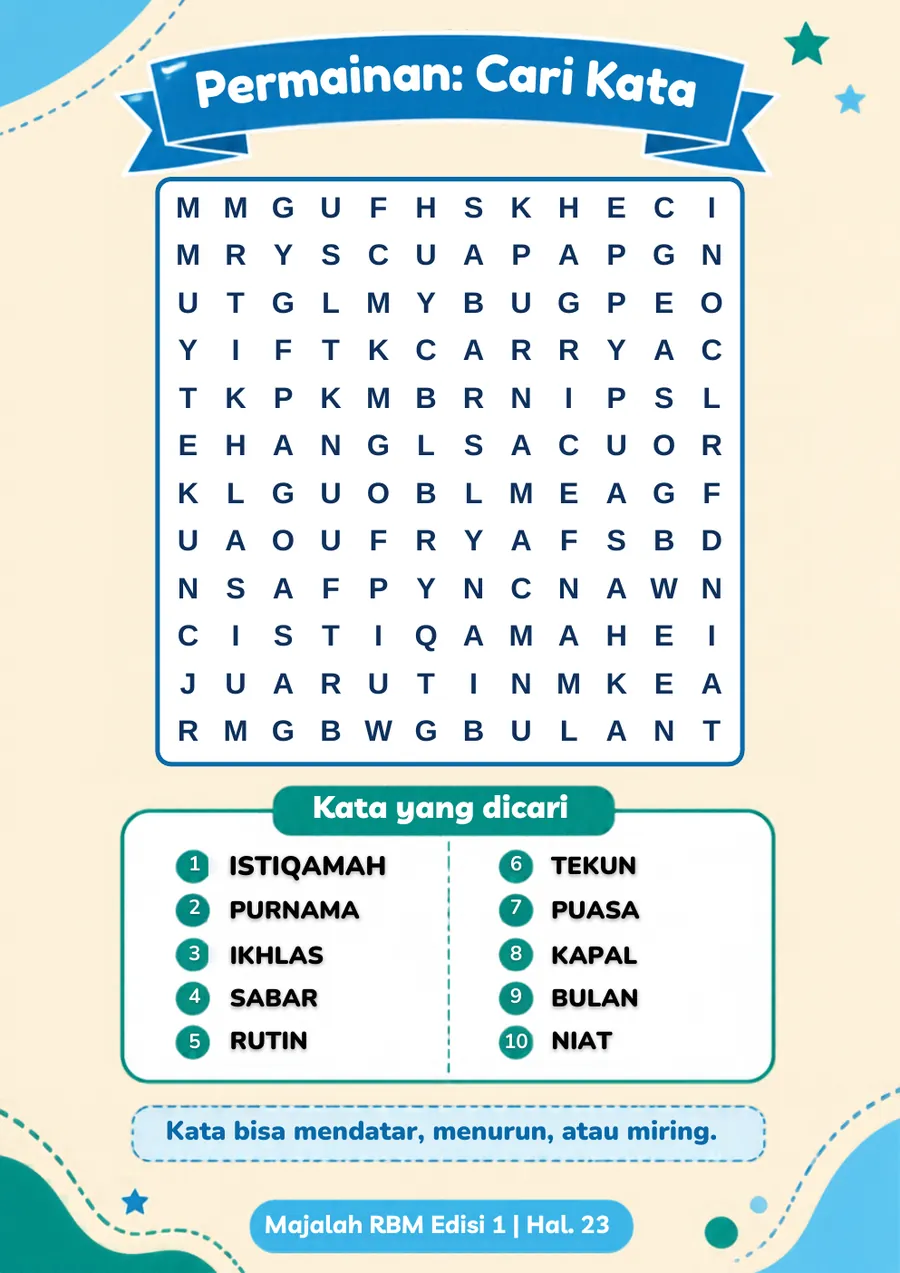 Permainan: Cari Kata
M M G U F H S K H E C I
M R Y S C U A P A P G N
U T G L M Y B U G P E O
Y I F T K C A R R Y A C
T K P K M B R N I P S L
E H A N G L S A C U O R
K L G U O B L M E A G F
U A O U F R Y A F S B D
N S A F P Y N C N A W N
C I S T I Q A M A H E I
J U A R U T I N M K E A
R M G B W G B U L A N T
Kata yang dicari
1 ISTIQAMAH
2 PURNAMA
3 IKHLAS
4 SABAR
5 RUTIN
6 TEKUN
7 PUASA
8 KAPAL
9 BULAN
10 NIAT
Kata bisa mendatar, menurun, atau miring.
Majalah RBM Edisi 1 | Hal. 23